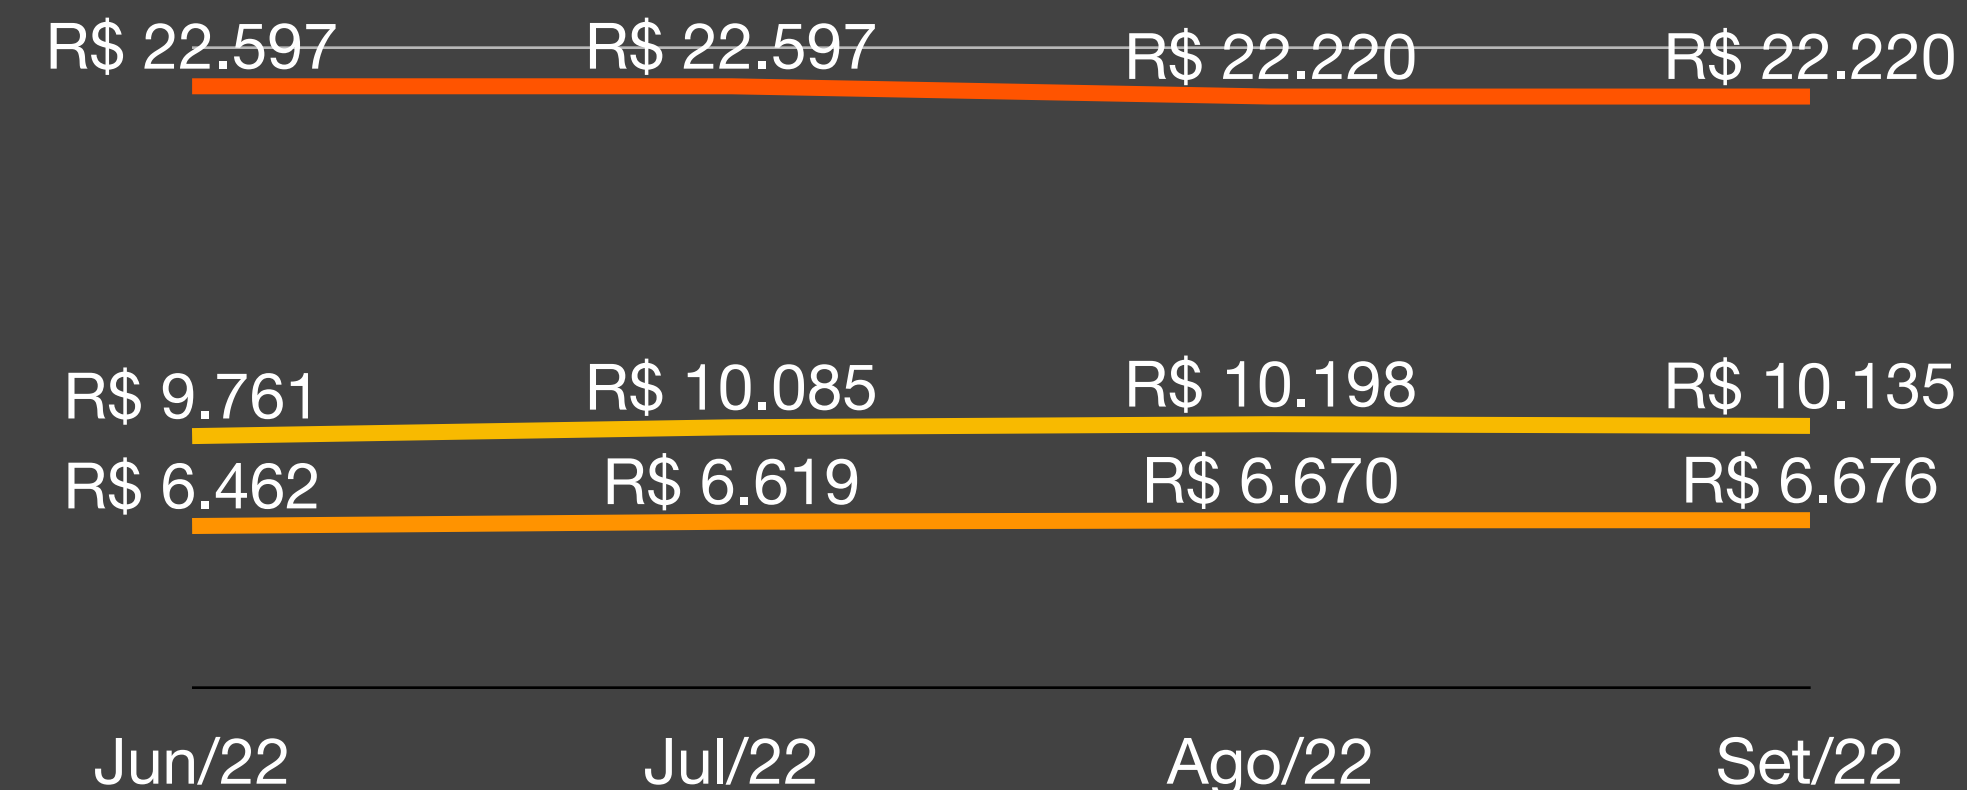 R$ 22.597 R$ 22.597 R$ 22.220 R$ 22.220
R$ 9.761 R$ 10.085 R$ 10.198 R$ 10.135
R$ 6.462 R$ 6.619 R$ 6.670 R$ 6.676
Jun/22 Jul/22 Ago/22 Set/22